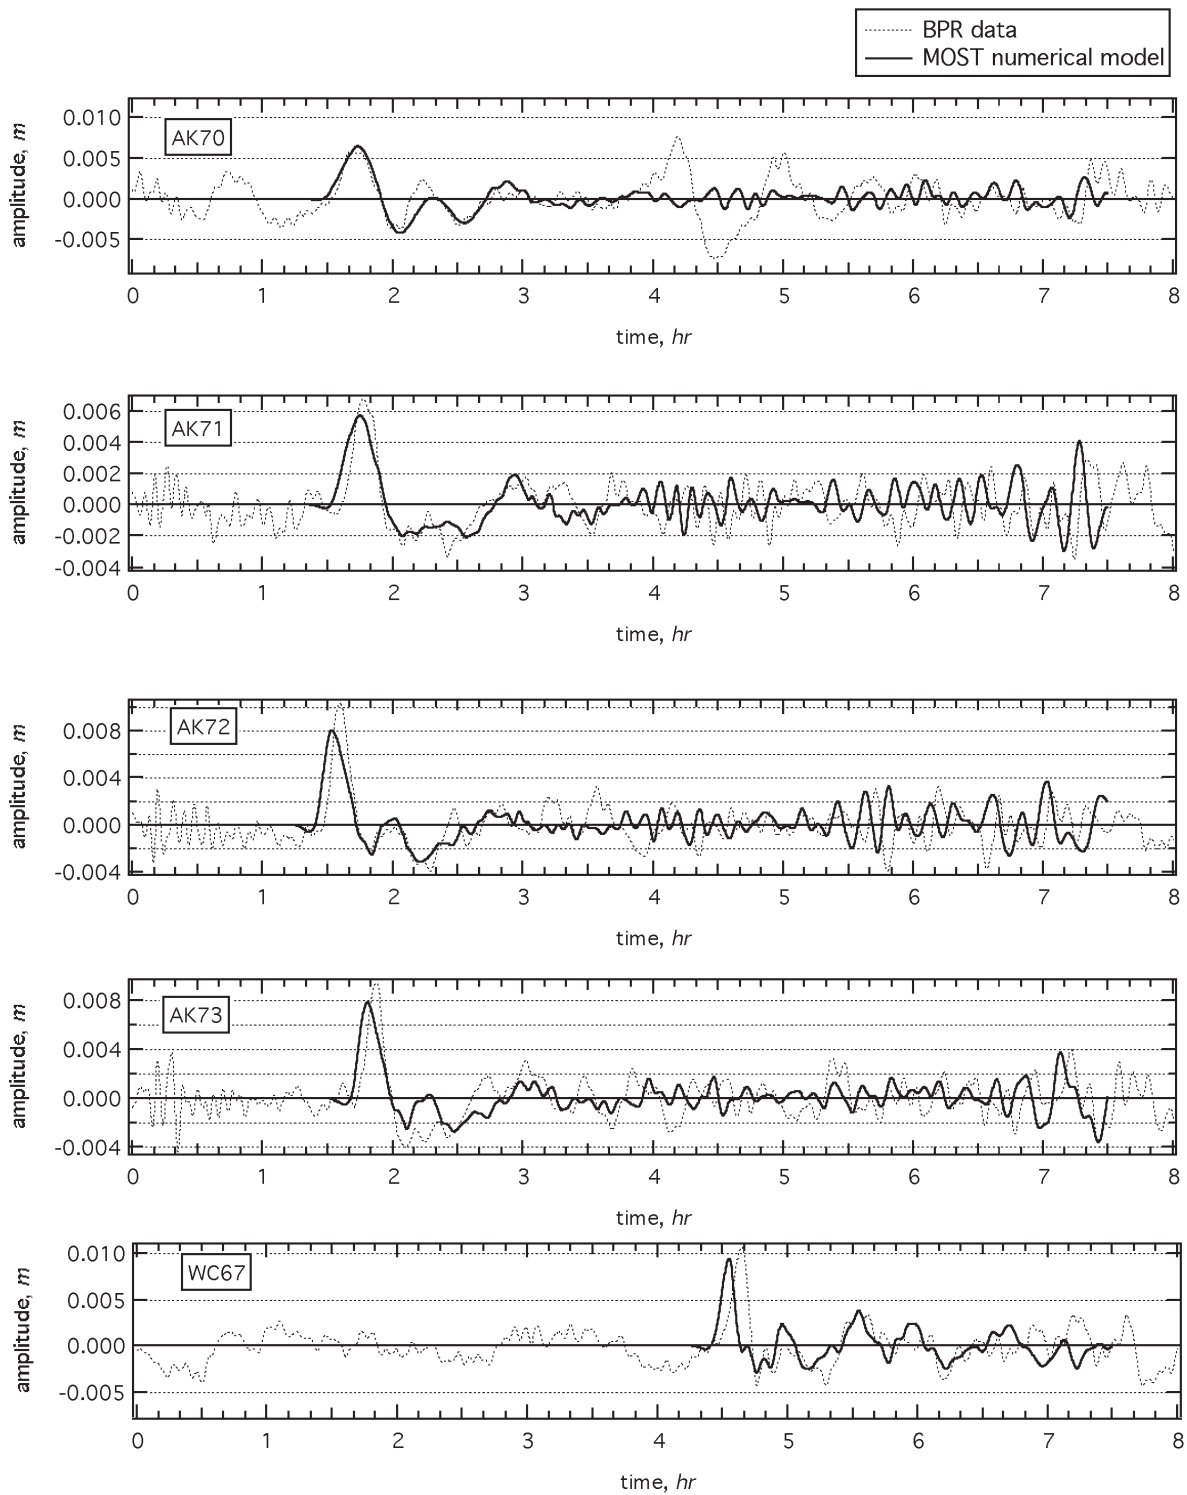 BPR data
MOST numerical model
AK70
amplitude, m
0.010
0.005
0.000
-0.005
0 1 2 3 4 5 6 7 8
time, hr
AK71
amplitude, m
0.006
0.004
0.002
0.000
-0.002
-0.004
0 1 2 3 4 5 6 7 8
time, hr
AK72
amplitude, m
0.008
0.004
0.000
-0.004
0 1 2 3 4 5 6 7 8
time, hr
AK73
amplitude, m
0.008
0.004
0.000
-0.004
0 1 2 3 4 5 6 7 8
time, hr
WC67
amplitude, m
0.010
0.005
0.000
-0.005
0 1 2 3 4 5 6 7 8
time, hr